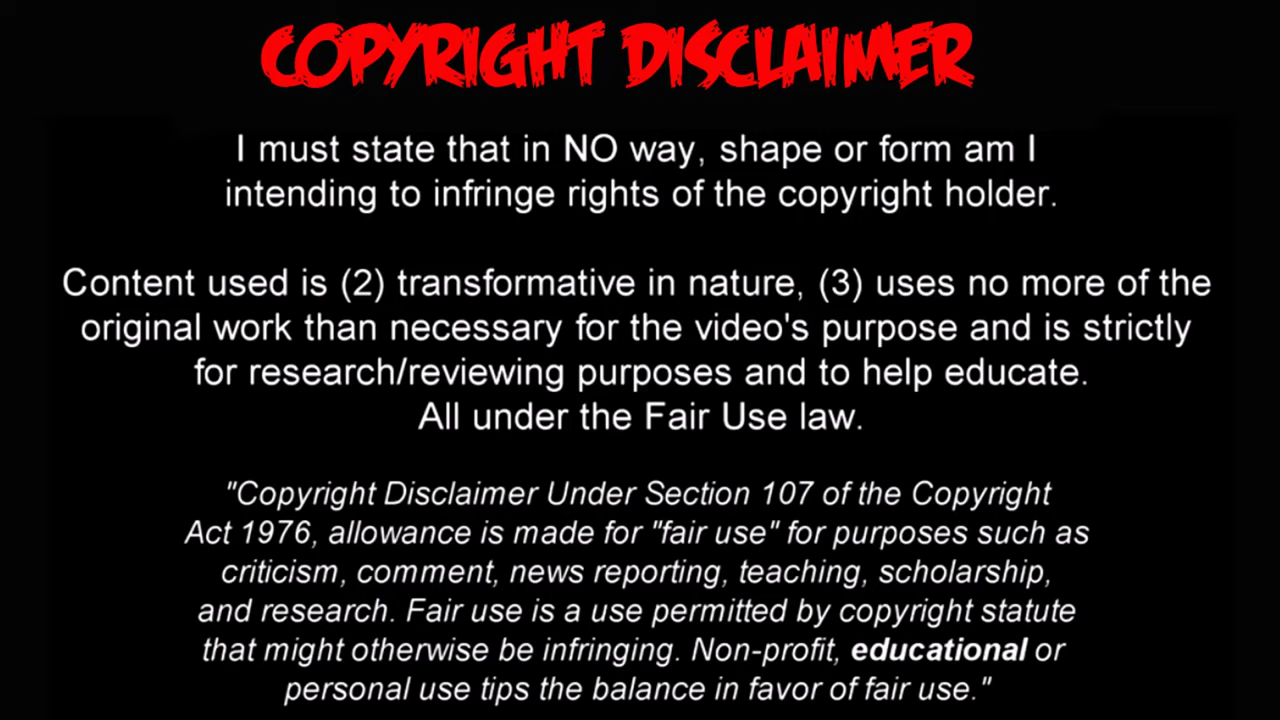 COPYRIGHT DISCLAIMER
I must state that in NO way, shape or form am I
intending to infringe rights of the copyright holder.
Content used is (2) transformative in nature, (3) uses no more of the
original work than necessary for the video's purpose and is strictly
for research/reviewing purposes and to help educate.
All under the Fair Use law.
"Copyright Disclaimer Under Section 107 of the Copyright
Act 1976, allowance is made for "fair use" for purposes such as
criticism, comment, news reporting, teaching, scholarship,
and research. Fair use is a use permitted by copyright statute
that might otherwise be infringing. Non-profit, educational or
personal use tips the balance in favor of fair use."